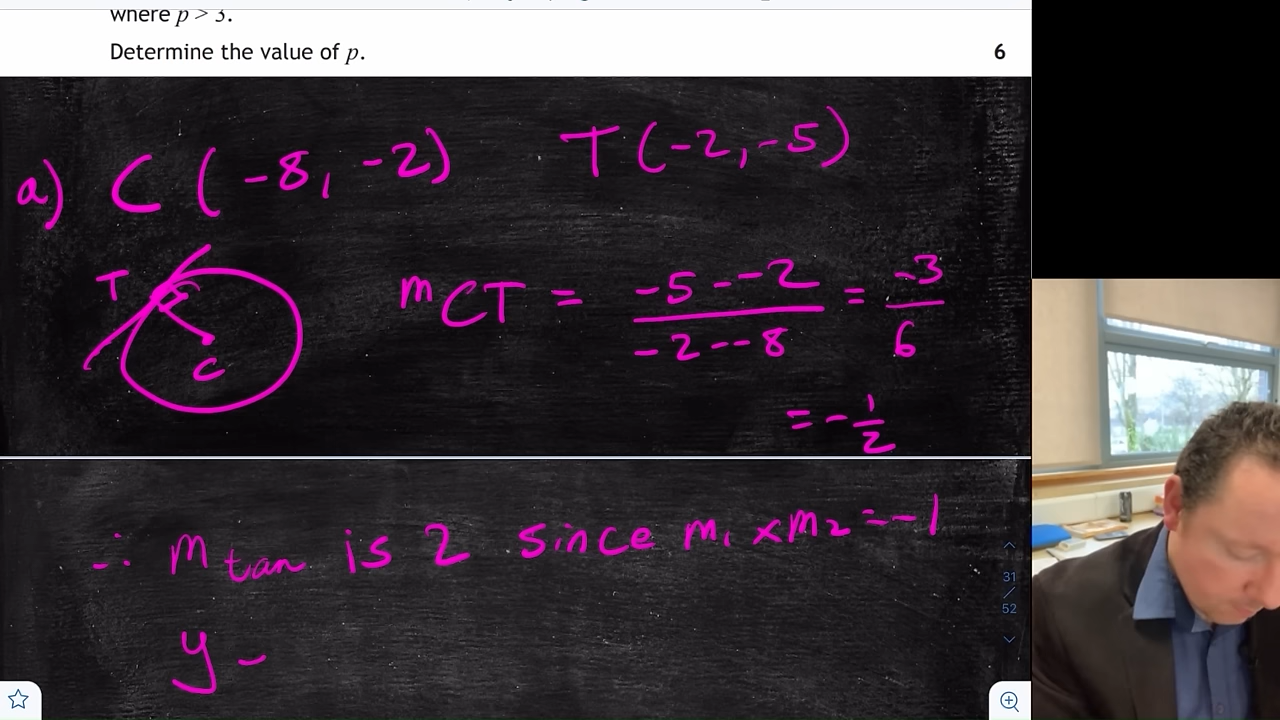 where p > 3.
Determine the value of p.
6
a) C (-8, -2) T (-2, -5)
T
C
m CT = -5 - -2 / -2 - -8 = -3 / 6
= - 1/2
∴ m tan is 2 since m₁ × m₂ = -1
y -
31
/
52